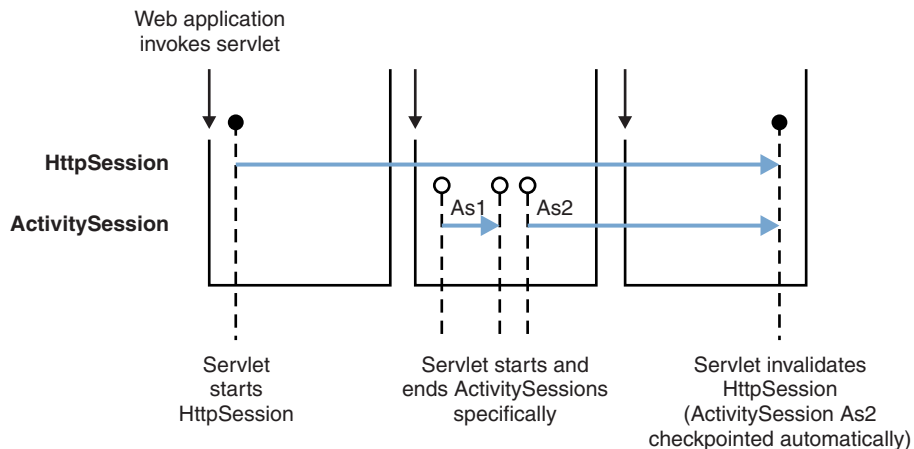 Web application
invokes servlet
HttpSession
ActivitySession
As1
As2
Servlet
starts
HttpSession
Servlet starts and
ends ActivitySessions
specifically
Servlet invalidates
HttpSession
(ActivitySession As2
checkpointed automatically)